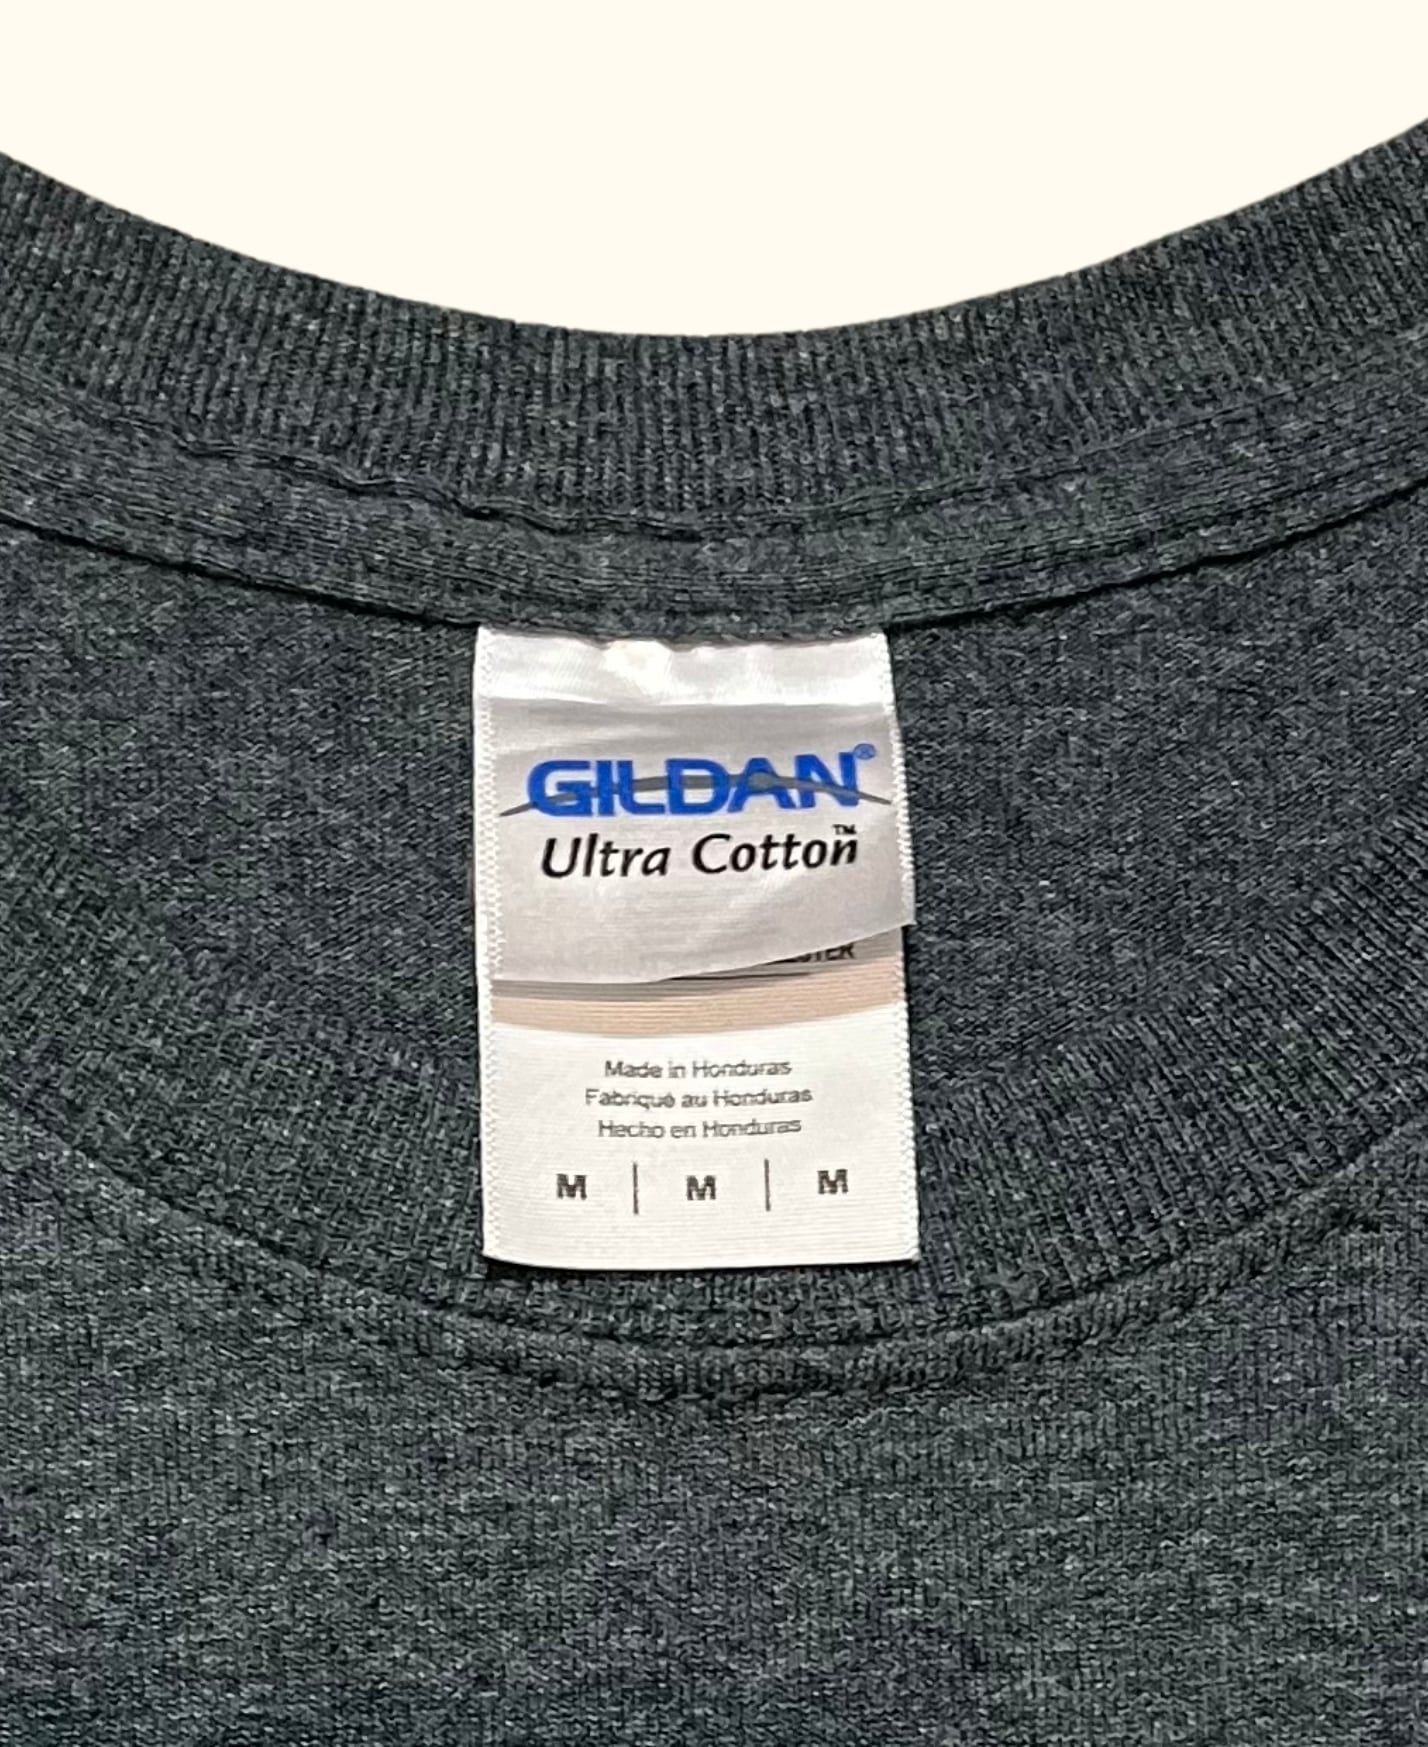 GILDAN®
Ultra Cotton™
Made in Honduras
Fabriqué au Honduras
Hecho en Honduras
M | M | M